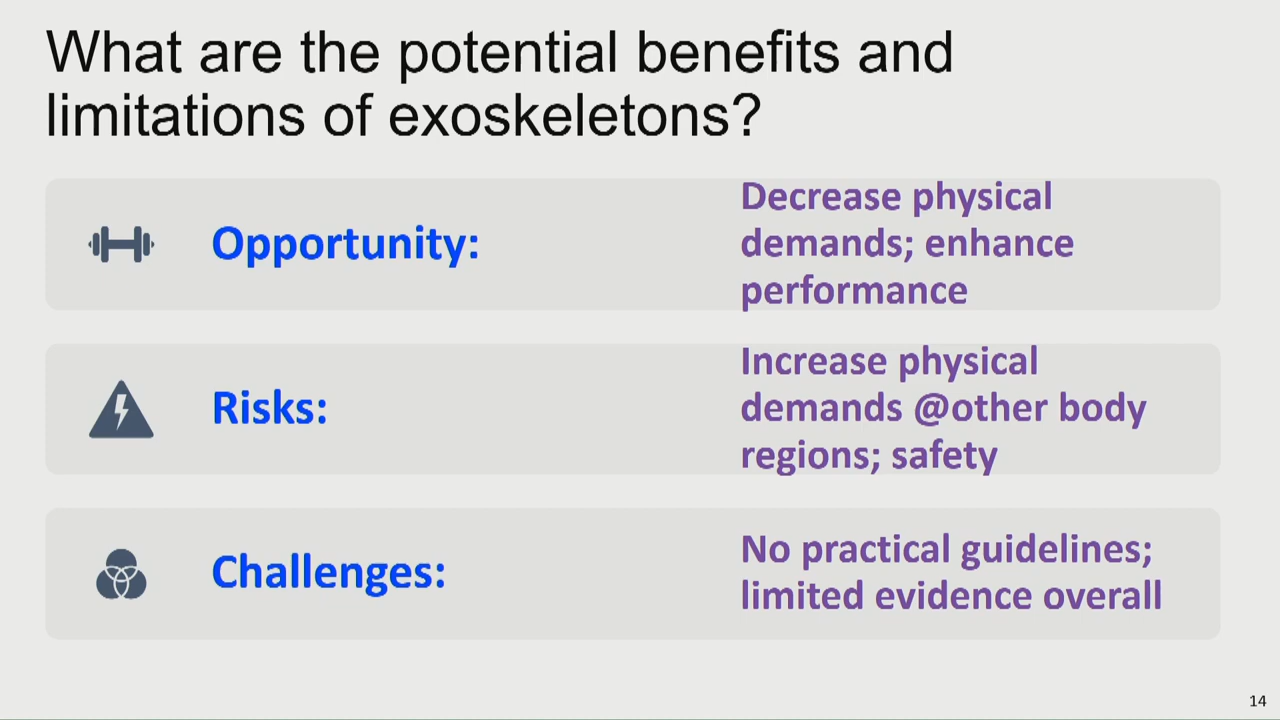 What are the potential benefits and
limitations of exoskeletons?
Opportunity:
Decrease physical
demands; enhance
performance
Risks:
Increase physical
demands @other body
regions; safety
Challenges:
No practical guidelines;
limited evidence overall
14